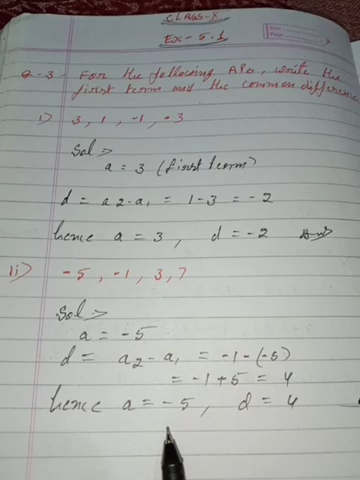 CLASS-X
EX-5.1
Q-3- For the following APs, write the
first term and the common difference
i) 3, 1, -1, -3
Sol⇒
a = 3 (first term)
d = a2-a1 = 1-3 = -2
hence a = 3, d = -2 Ans
ii) -5, -1, 3, 7
Sol⇒
a = -5
d = a2-a1 = -1-(-5)
= -1+5 = 4
hence a = -5, d = 4